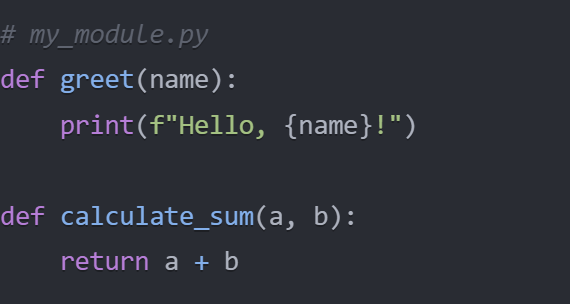 # my_module.py
def greet(name):
    print(f"Hello, {name}!")

def calculate_sum(a, b):
    return a + b